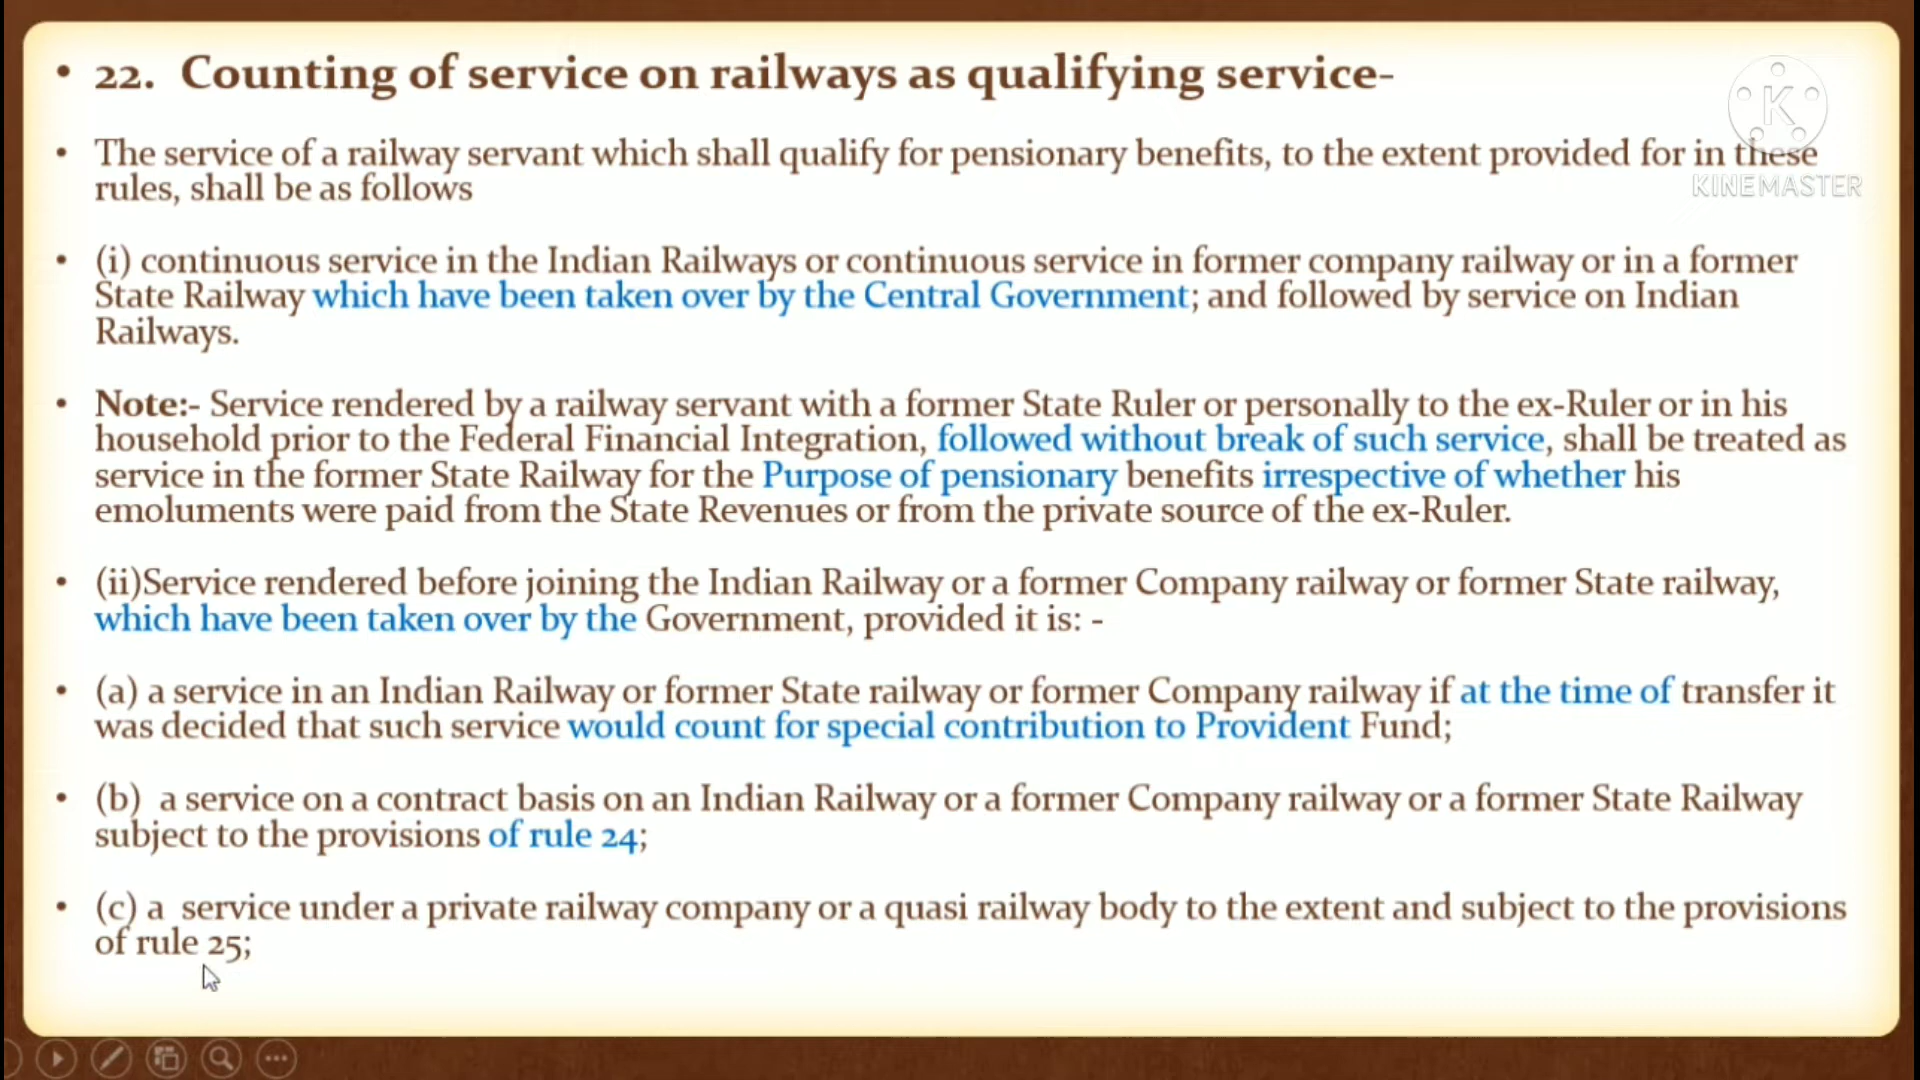 • 22. Counting of service on railways as qualifying service-
• The service of a railway servant which shall qualify for pensionary benefits, to the extent provided for in these
rules, shall be as follows
K
KINEMASTER
• (i) continuous service in the Indian Railways or continuous service in former company railway or in a former
State Railway which have been taken over by the Central Government; and followed by service on Indian
Railways.
• Note:- Service rendered by a railway servant with a former State Ruler or personally to the ex-Ruler or in his
household prior to the Federal Financial Integration, followed without break of such service, shall be treated as
service in the former State Railway for the Purpose of pensionary benefits irrespective of whether his
emoluments were paid from the State Revenues or from the private source of the ex-Ruler.
• (ii)Service rendered before joining the Indian Railway or a former Company railway or former State railway,
which have been taken over by the Government, provided it is: -
• (a) a service in an Indian Railway or former State railway or former Company railway if at the time of transfer it
was decided that such service would count for special contribution to Provident Fund;
• (b) a service on a contract basis on an Indian Railway or a former Company railway or a former State Railway
subject to the provisions of rule 24;
• (c) a service under a private railway company or a quasi railway body to the extent and subject to the provisions
of rule 25;